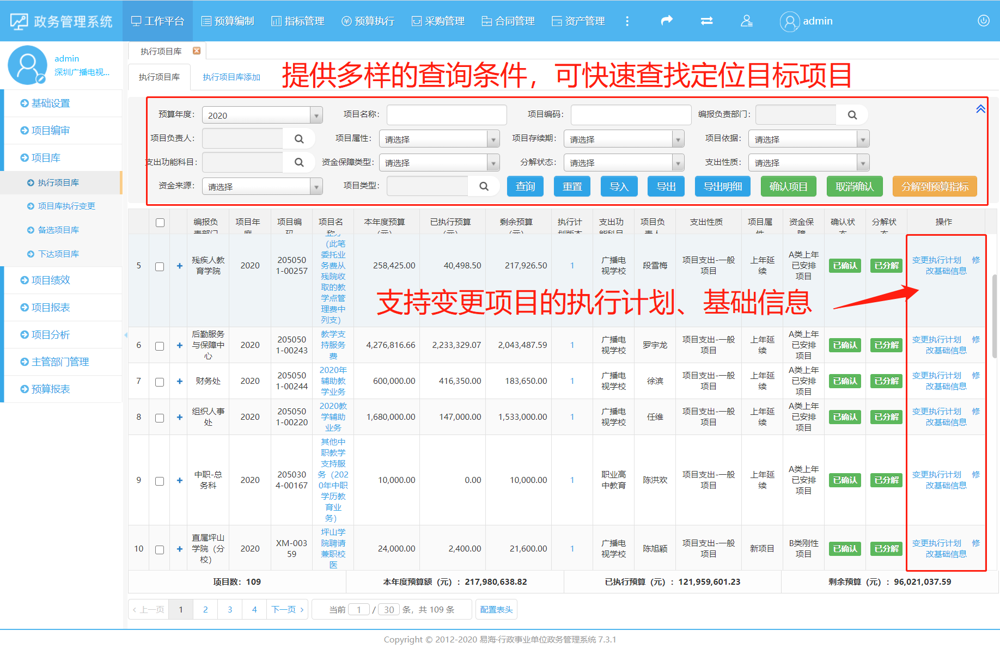 政务管理系统 工作平台 预算编制 指标管理 预算执行 采购管理 合同管理 资产管理 admin
admin
深圳广播电视...
基础设置
项目编审
项目库
执行项目库
项目库执行变更
备选项目库
下达项目库
项目绩效
项目报表
项目分析
主管部门管理
预算报表
执行项目库
执行项目库 执行项目库添加
提供多样的查询条件，可快速查找定位目标项目
预算年度： 2020 项目名称： 项目编码： 编报负责部门：
项目负责人： 项目属性： 请选择 项目存续期： 请选择 项目依据： 请选择
支出功能科目： 资金保障类型： 请选择 分解状态： 请选择 支出性质： 请选择
资金来源： 请选择 项目类型： 查询 重置 导入 导出 导出明细 确认项目 取消确认 分解到预算指标
编报负责部门 项目年度 项目编码 项目名称 本年度预算（元） 已执行预算（元） 剩余预算（元） 执行计划版本 支出功能科目 项目负责人 支出性质 项目属性 资金保障 确认状态 分解状态 操作
5 残疾人教育学院 2020 2050501-00257 （此笔委托业务费从残院收取的教学点管理费中列支） 258,425.00 40,498.50 217,926.50 1 广播电视学校 段雪梅 项目支出-一般项目 上年延续 A类上年已安排项目 已确认 已分解 变更执行计划 修改基础信息
支持变更项目的执行计划、基础信息
6 后勤服务与保障中心 2020 2050501-00243 教学支持服务费 4,276,816.66 2,233,329.07 2,043,487.59 1 广播电视学校 罗宇龙 项目支出-一般项目 上年延续 A类上年已安排项目 已确认 已分解 变更执行计划 修改基础信息
7 财务处 2020 2050501-00244 2020年辅助教学业务 600,000.00 416,350.00 183,650.00 1 广播电视学校 徐滨 项目支出-一般项目 上年延续 A类上年已安排项目 已确认 已分解 变更执行计划 修改基础信息
8 组织人事处 2020 2050501-00220 2020教学辅助业务 1,680,000.00 147,000.00 1,533,000.00 1 广播电视学校 任维 项目支出-一般项目 上年延续 A类上年已安排项目 已确认 已分解 变更执行计划 修改基础信息
9 中职-总务科 2020 2050304-00167 其他中职教学支持服务（2020年中职学历教育业务） 10,000.00 0.00 10,000.00 1 职业高中教育 陈洪欢 项目支出-一般项目 上年延续 A类上年已安排项目 已确认 已分解 变更执行计划 修改基础信息
10 直属坪山学院（分校） 2020 XM-00359 坪山学院聘请兼职校医 24,000.00 2,400.00 21,600.00 1 广播电视学校 陈旭颖 项目支出-一般项目 新项目 B类刚性项目 已确认 已分解 变更执行计划 修改基础信息
项目数：109 本年度预算额（元）：217,980,638.82 已执行预算（元）：121,959,601.23 剩余预算（元）：96,021,037.59
‹ 上一页 1 2 3 4 下一页 › 当前 1 / 30 条，共 109 条 配置表头
Copyright © 2012-2020 易海·行政事业单位政务管理系统 7.3.1